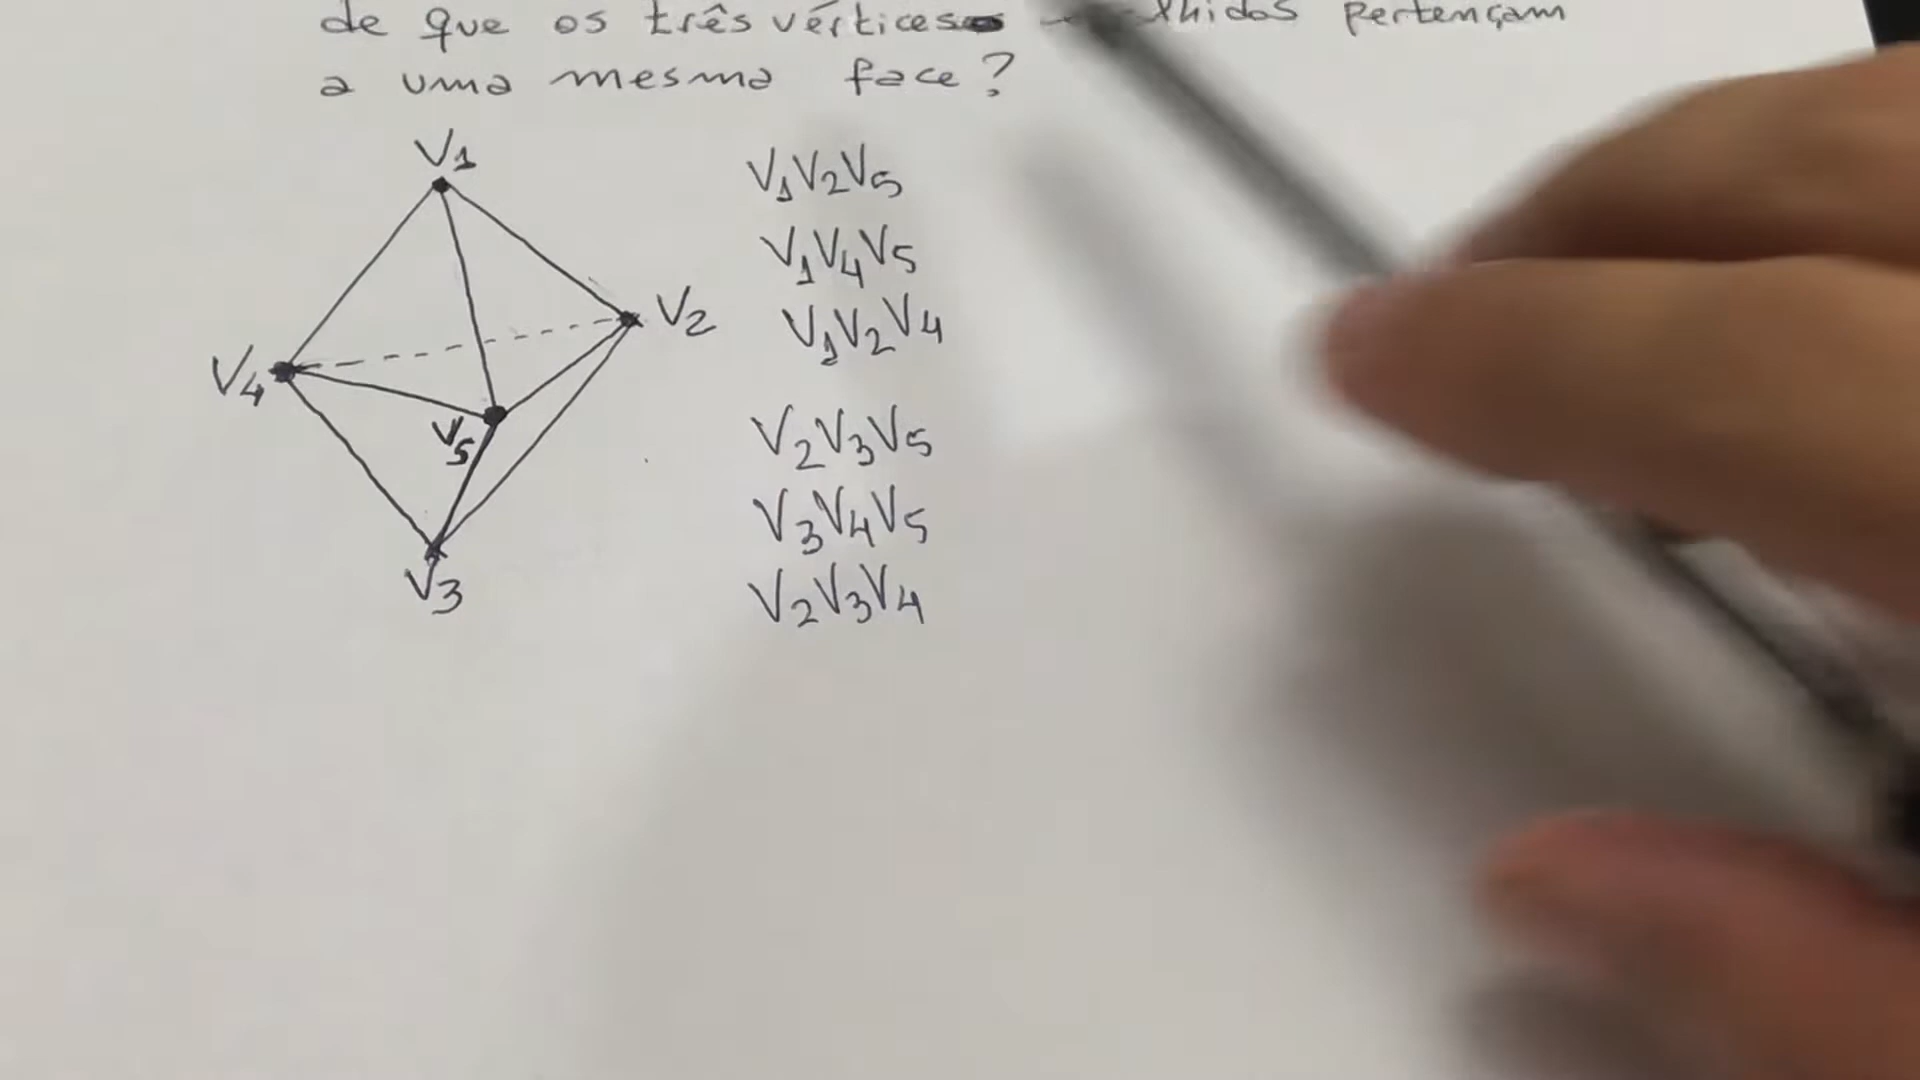 de que os três vértices pertençam
a uma mesma face?
V1
V1V2V5
V1V4V5
V2
V1V2V4
V4
V5
V2V3V5
V3V4V5
V3
V2V3V4